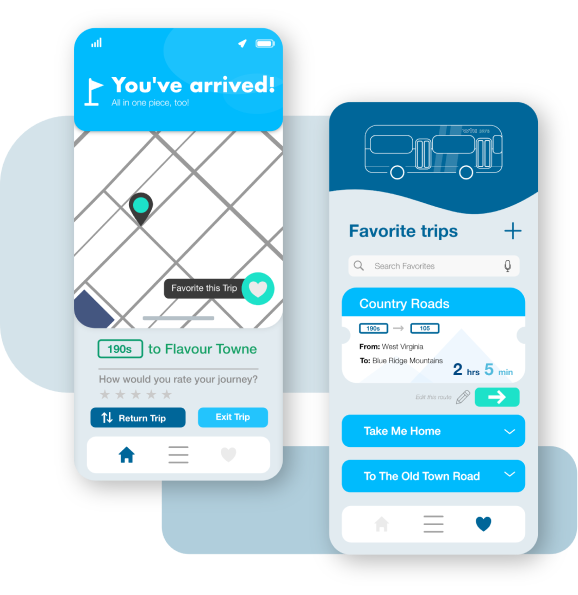 You've arrived!
All in one piece, too!
Favorite this Trip
190s to Flavour Towne
How would you rate your journey?
Return Trip
Exit Trip
Favorite trips
Search Favorites
Country Roads
190s
105
From: West Virginia
To: Blue Ridge Mountains
2 hrs 5 min
Edit this route
Take Me Home
To The Old Town Road